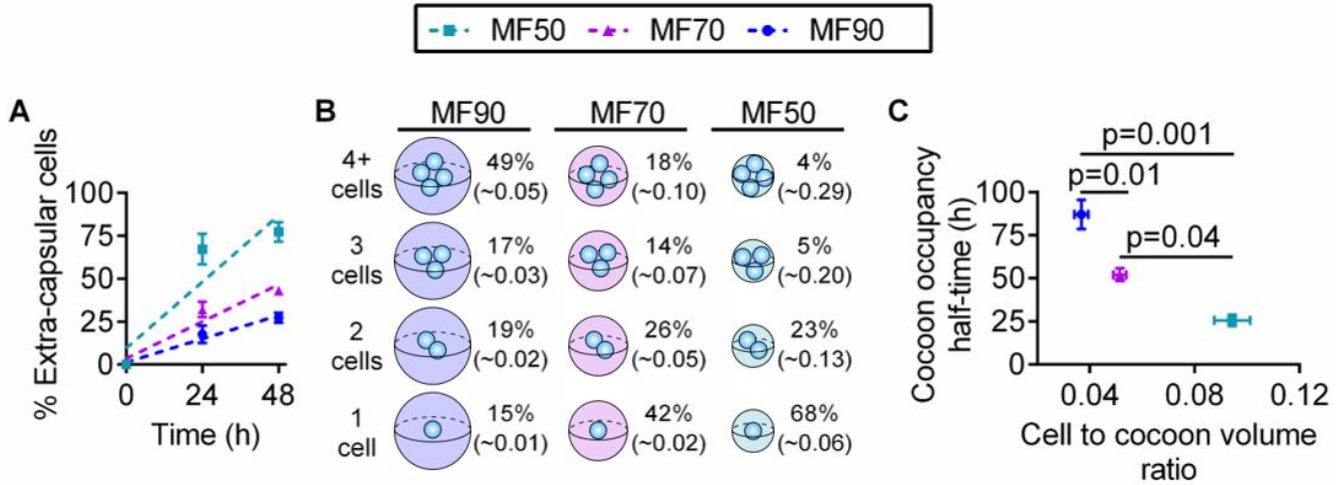 MF50 MF70 MF90
A
% Extra-capsular cells
100
75
50
25
0
0 24 48
Time (h)
B
MF90 MF70 MF50
4+
cells
49%
(~0.05)
18%
(~0.10)
4%
(~0.29)
3
cells
17%
(~0.03)
14%
(~0.07)
5%
(~0.20)
2
cells
19%
(~0.02)
26%
(~0.05)
23%
(~0.13)
1
cell
15%
(~0.01)
42%
(~0.02)
68%
(~0.06)
C
p=0.001
p=0.01
p=0.04
Cocoon occupancy
half-time (h)
100
75
50
25
0
0.04 0.08 0.12
Cell to cocoon volume
ratio